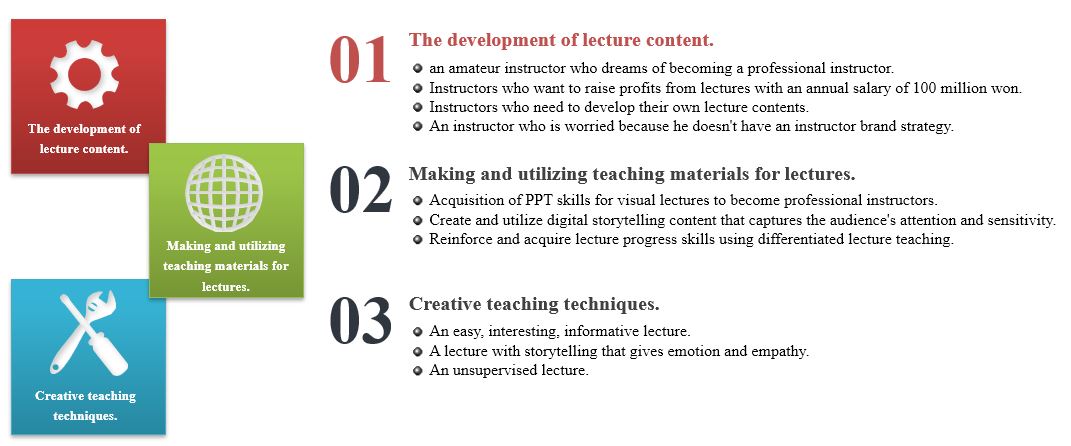 The development of
lecture content.
Making and utilizing
teaching materials for
lectures.
Creative teaching
techniques.
01
The development of lecture content.
an amateur instructor who dreams of becoming a professional instructor.
Instructors who want to raise profits from lectures with an annual salary of 100 million won.
Instructors who need to develop their own lecture contents.
An instructor who is worried because he doesn't have an instructor brand strategy.
02
Making and utilizing teaching materials for lectures.
Acquisition of PPT skills for visual lectures to become professional instructors.
Create and utilize digital storytelling content that captures the audience's attention and sensitivity.
Reinforce and acquire lecture progress skills using differentiated lecture teaching.
03
Creative teaching techniques.
An easy, interesting, informative lecture.
A lecture with storytelling that gives emotion and empathy.
An unsupervised lecture.